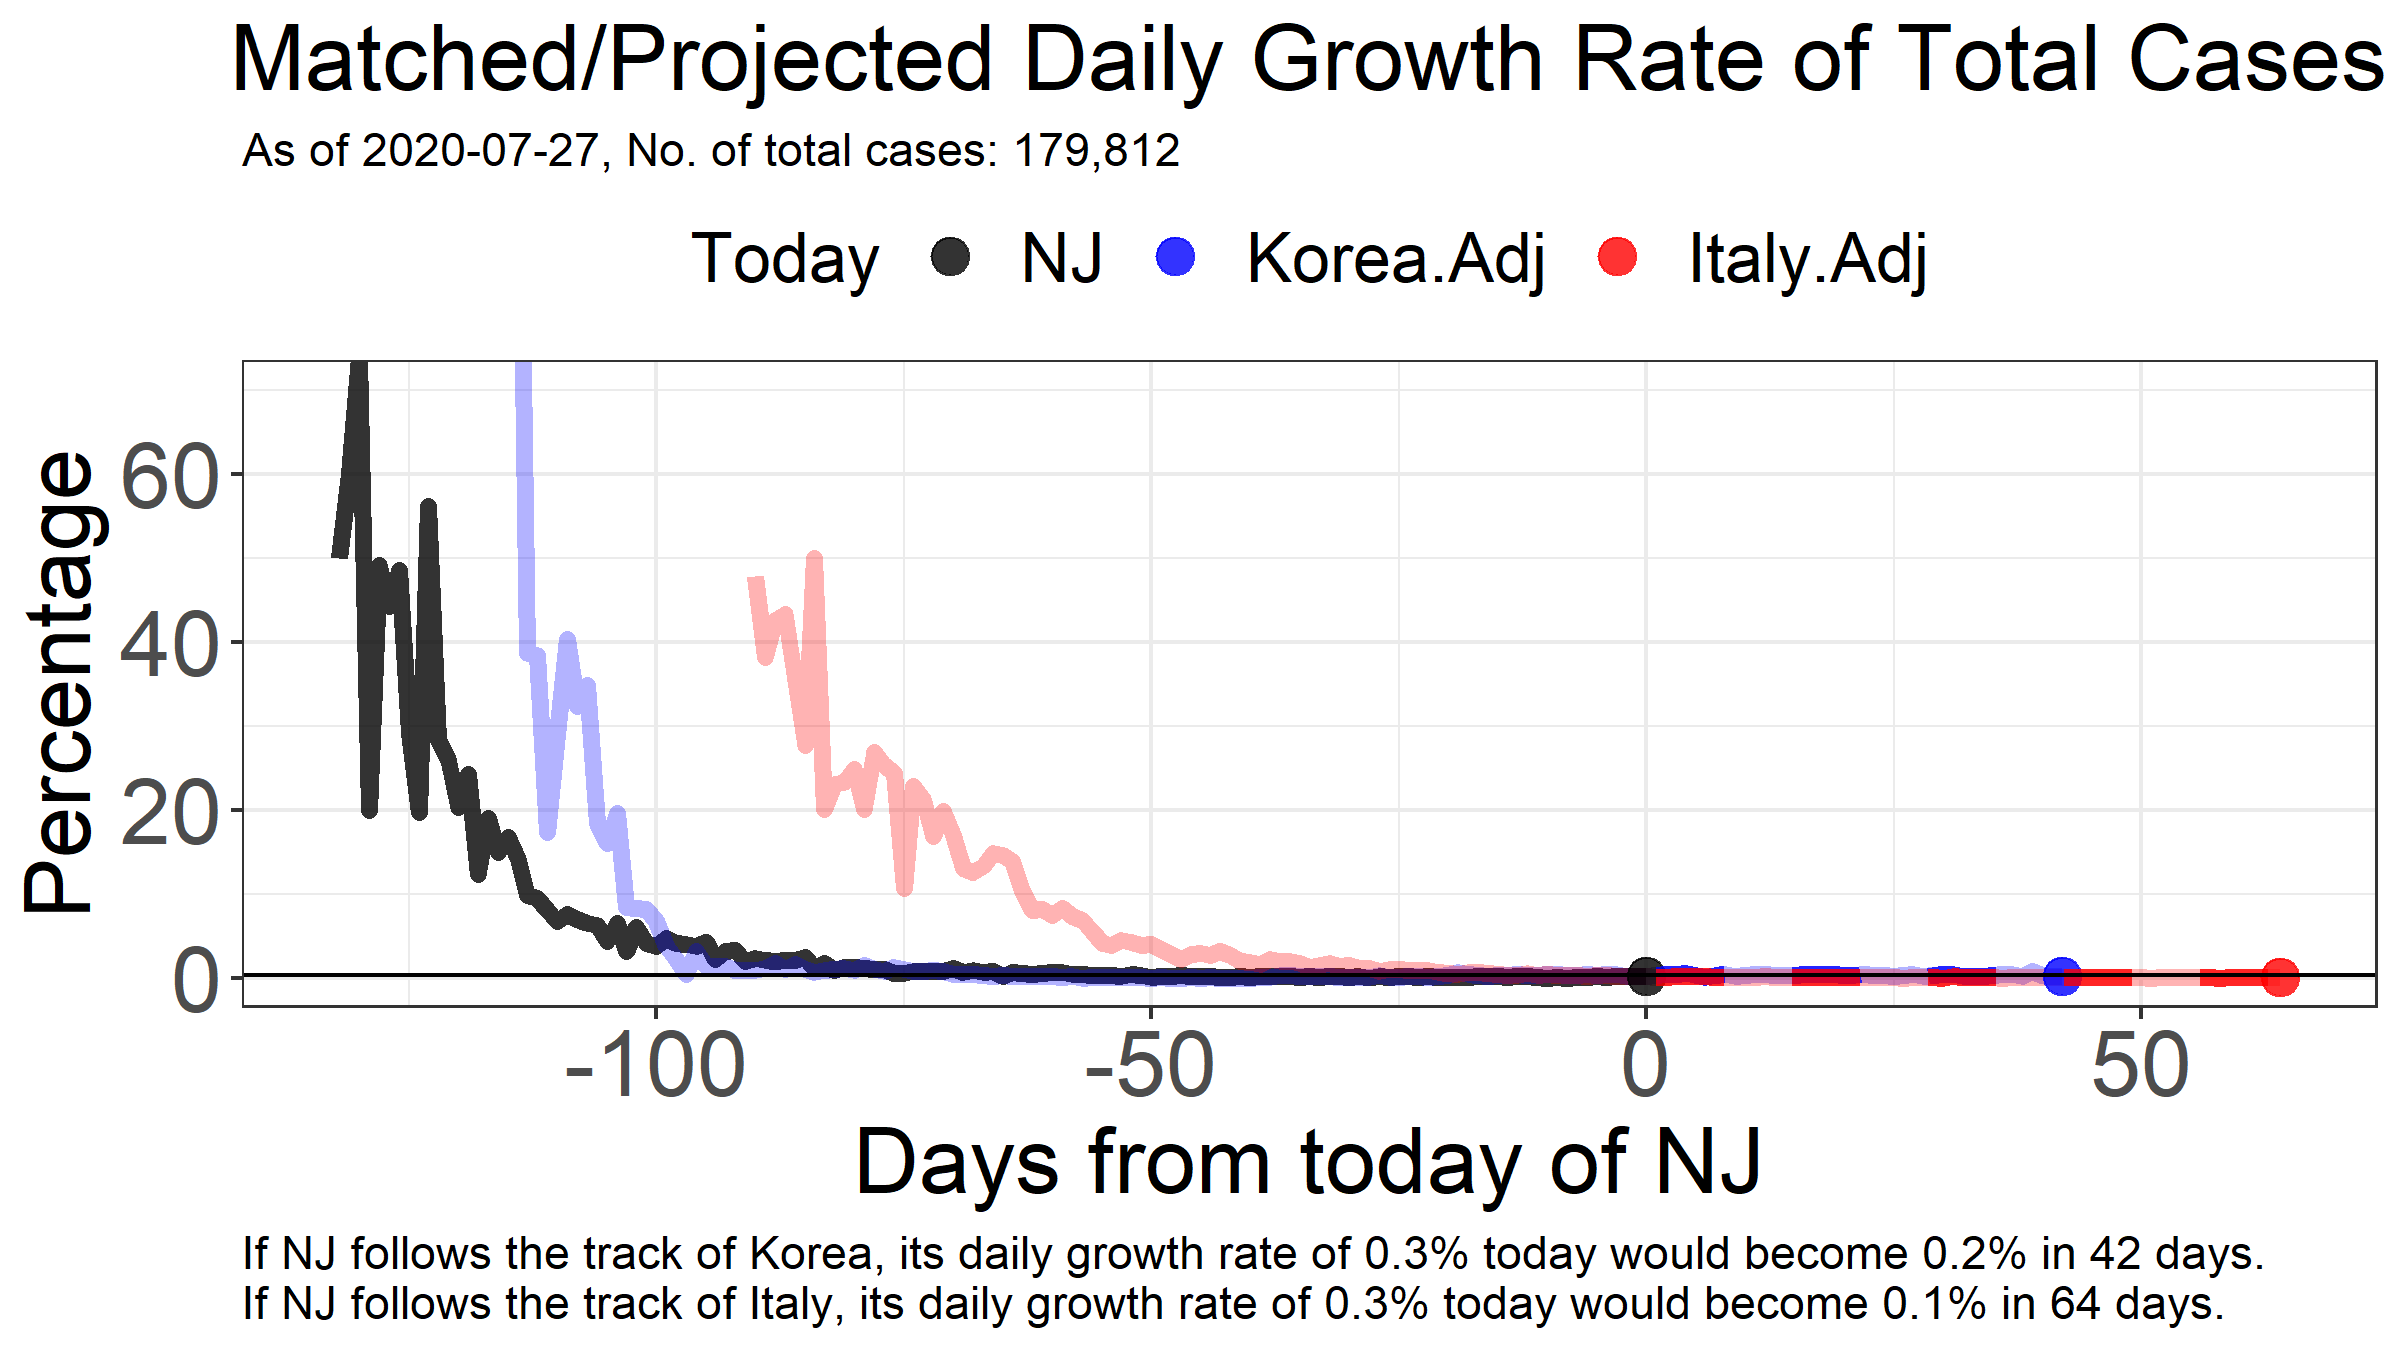 Matched/Projected Daily Growth Rate of Total Cases
As of 2020-07-27, No. of total cases: 179,812
Today NJ Korea.Adj Italy.Adj
Percentage
60
40
20
0
-100 -50 0 50
Days from today of NJ
If NJ follows the track of Korea, its daily growth rate of 0.3% today would become 0.2% in 42 days.
If NJ follows the track of Italy, its daily growth rate of 0.3% today would become 0.1% in 64 days.